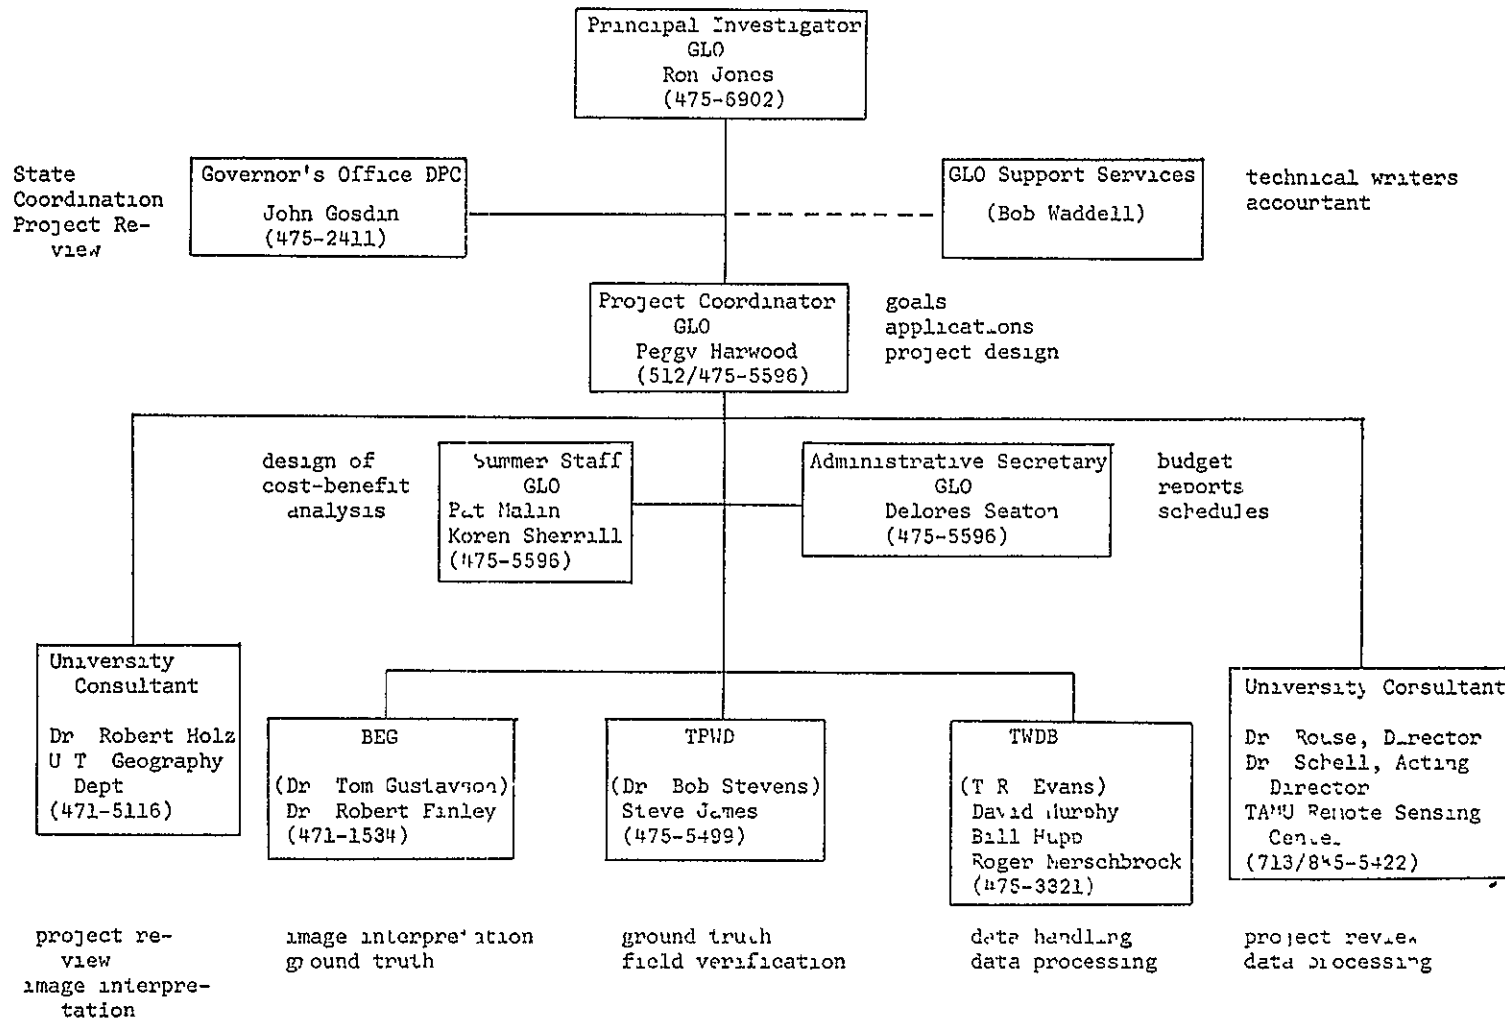 Principal Investigator
GLO
Ron Jones
(475-6902)
State
Coordination
Project Re-
view
Governor's Office DPC
John Gosdin
(475-2411)
GLO Support Services
(Bob Waddell)
technical writers
accourtant
Project Coordinator
GLO
Peggy Harwood
(512/475-5596)
goals
applications
project design
design of
cost-benefit
analysis
Summer Staff
GLO
Pat Malin
Koren Sherrill
(475-5596)
Administrative Secretary
GLO
Delores Seaton
(475-5596)
budget
reports
schedules
University
Consultant
Dr Robert Holz
U T Geography
Dept
(471-5116)
BEG
(Dr Tom Gustavson)
Dr Robert Finley
(471-1534)
TPWD
(Dr Bob Stevens)
Steve James
(475-5499)
TWDB
(T R Evans)
David Murphy
Bill Hupp
Roger Merschbrock
(475-3321)
University Consultant
Dr Rouse, Director
Dr Schell, Acting
Director
TAMU Remote Sensing
Center
project re-
view
image interpre-
tation
image interpretation
ground truth
ground truth
field verification
data handling
data processing
project review
data processing